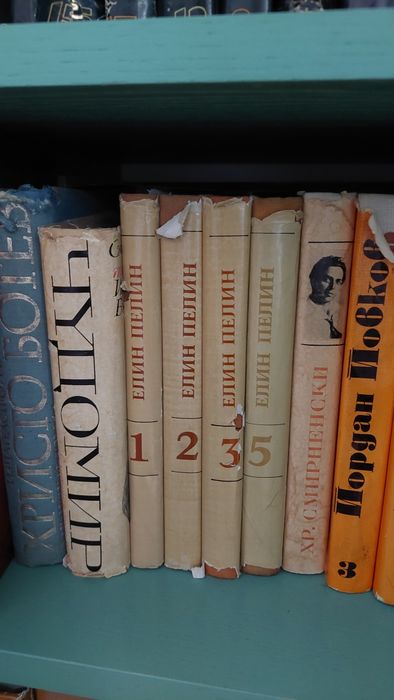 ХРИСТО БОТЕВ
ЧУДОМИР
ЕЛИН ПЕЛИН
1
ЕЛИН ПЕЛИН
2
ЕЛИН ПЕЛИН
3
ЕЛИН ПЕЛИН
5
ХР. СМИРНЕНСКИ
Йордан Йовков
3